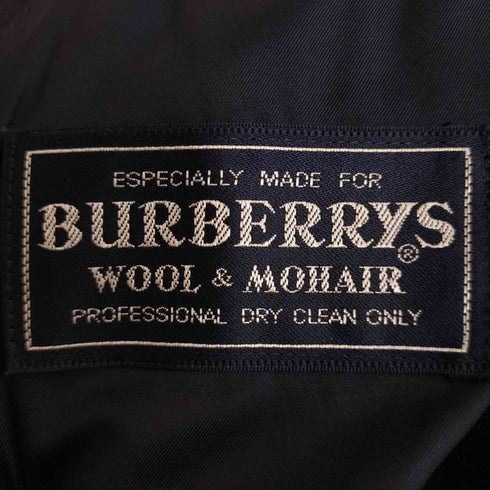 ESPECIALLY MADE FOR
BURBERRYS®
WOOL & MOHAIR
PROFESSIONAL DRY CLEAN ONLY